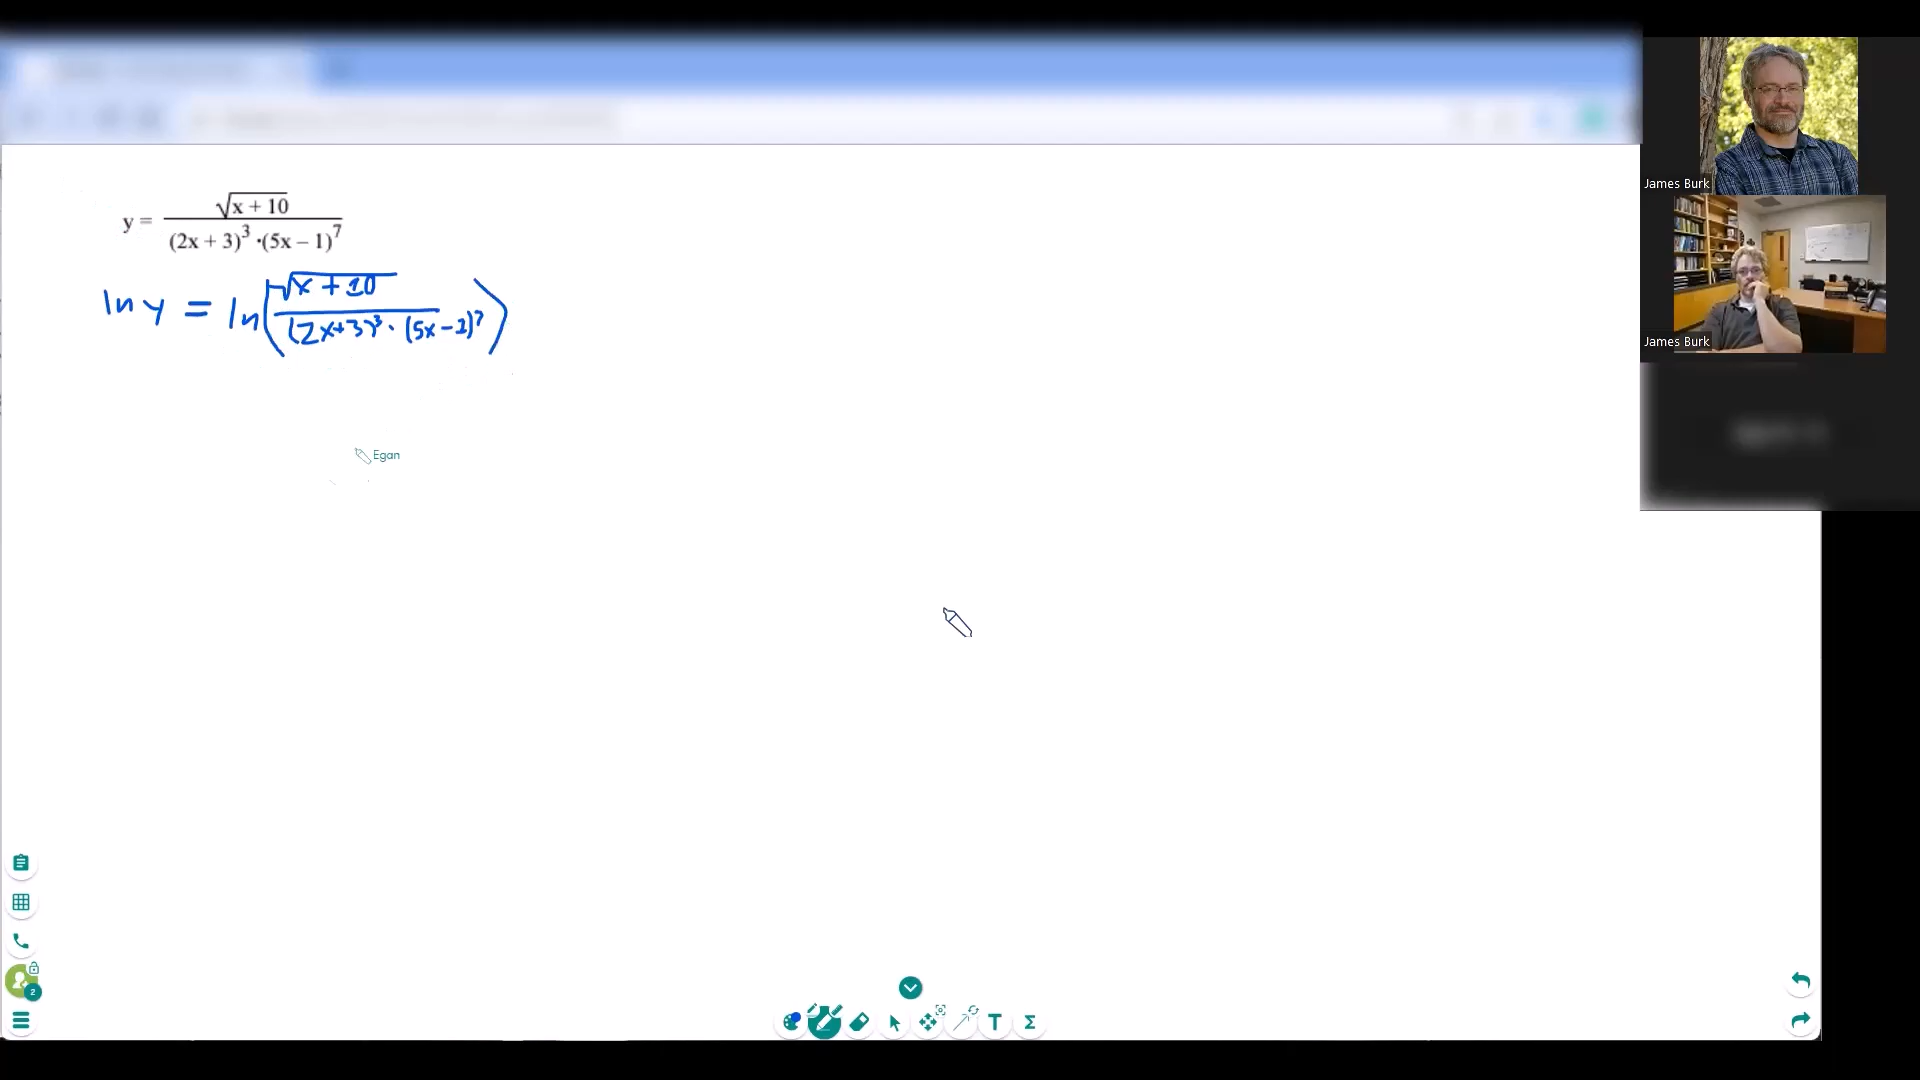 James Burk
y = √(x + 10) / (2x + 3)³ · (5x – 1)⁷
ln y = ln(√(x + 10) / (2x+3)³ · (5x – 1)⁷)
James Burk
Egan
2
T
Σ